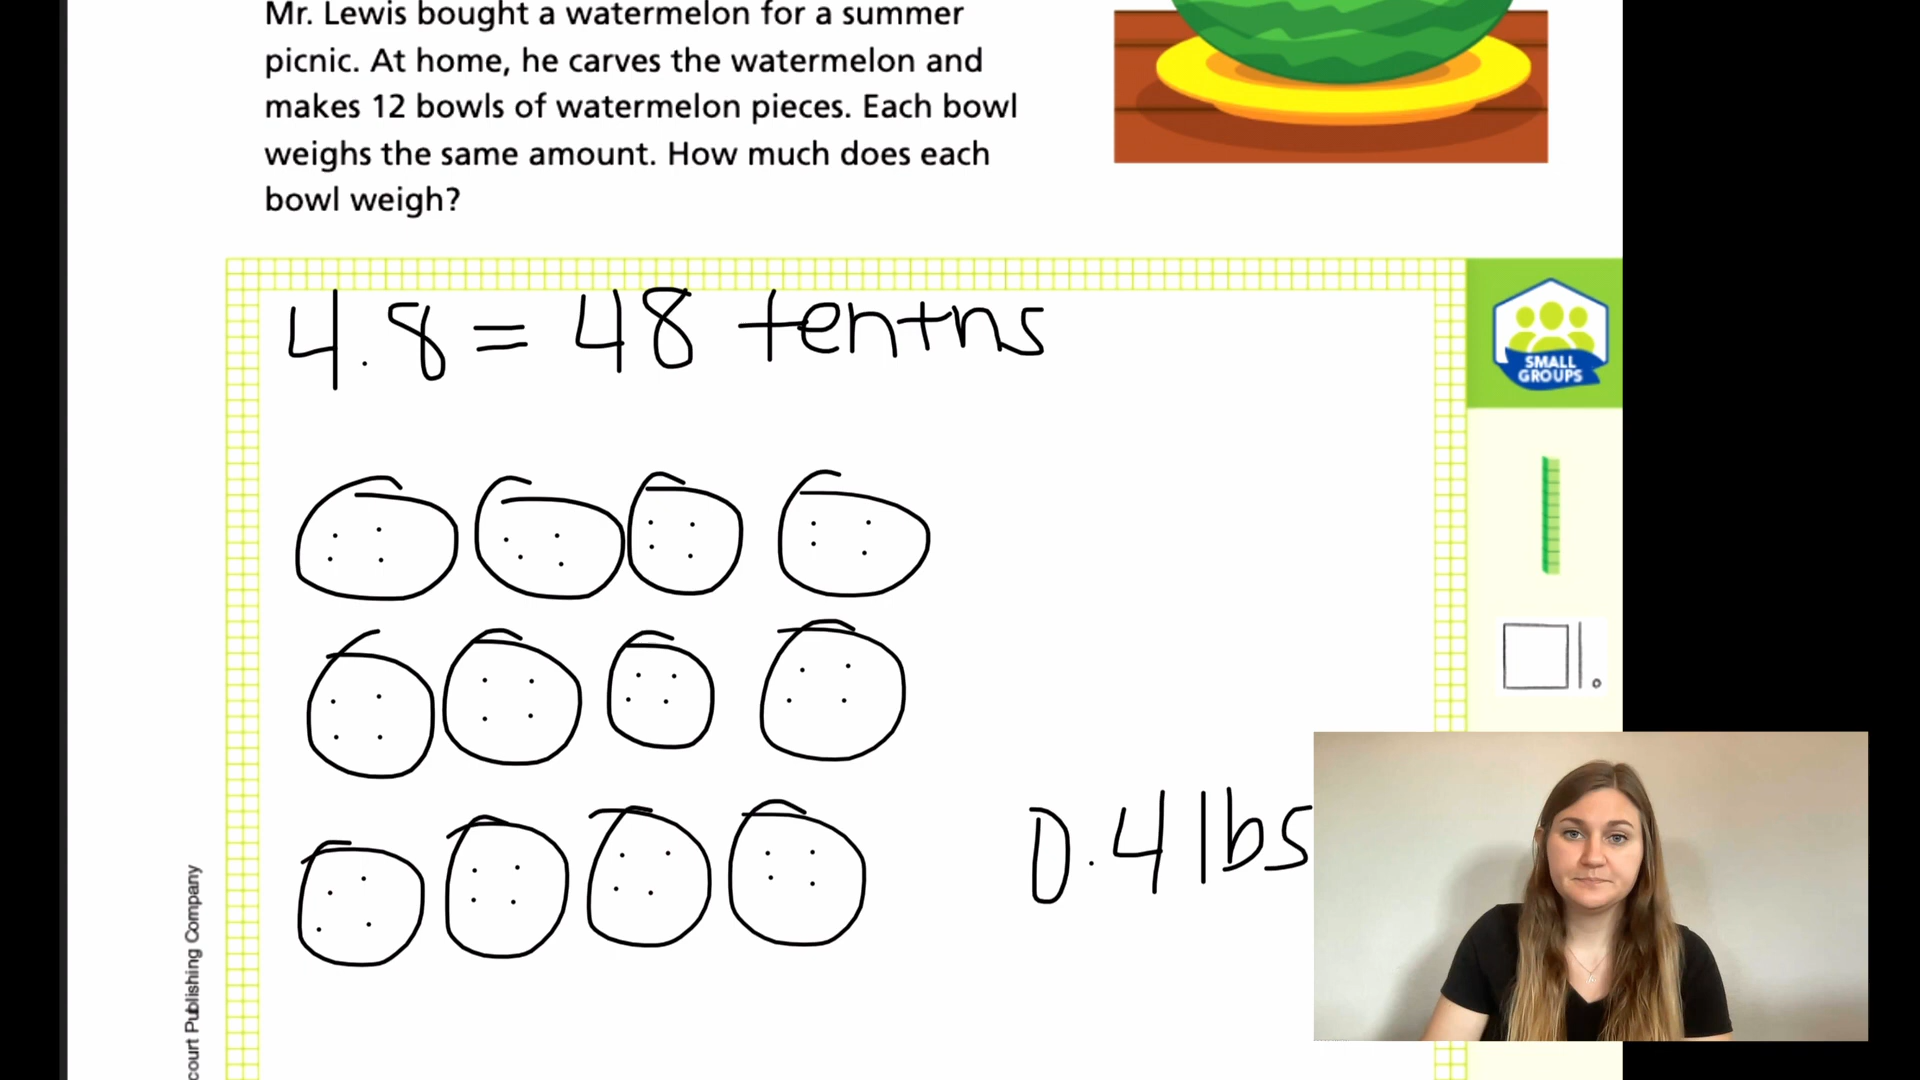 Mr. Lewis bought a watermelon for a summer
picnic. At home, he carves the watermelon and
makes 12 bowls of watermelon pieces. Each bowl
weighs the same amount. How much does each
bowl weigh?
4.8 = 48 tenths
SMALL
GROUPS
0.4 lbs
court Publishing Company